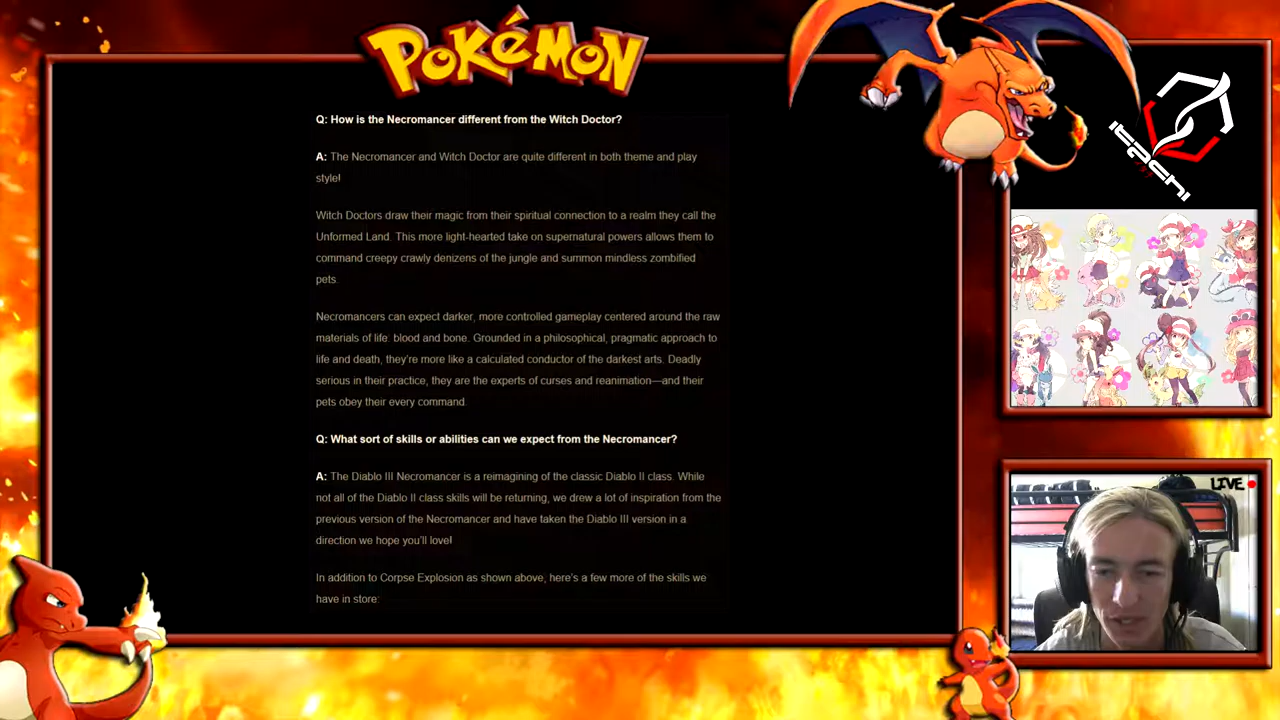 POKéMON
Q: How is the Necromancer different from the Witch Doctor?
A: The Necromancer and Witch Doctor are quite different in both theme and play
style!
Witch Doctors draw their magic from their spiritual connection to a realm they call the
Unformed Land. This more light-hearted take on supernatural powers allows them to
command creepy crawly denizens of the jungle and summon mindless zombified
pets.
Necromancers can expect darker, more controlled gameplay centered around the raw
materials of life: blood and bone. Grounded in a philosophical, pragmatic approach to
life and death, they're more like a calculated conductor of the darkest arts. Deadly
serious in their practice, they are the experts of curses and reanimation—and their
pets obey their every command.
Q: What sort of skills or abilities can we expect from the Necromancer?
A: The Diablo III Necromancer is a reimagining of the classic Diablo II class. While
not all of the Diablo II class skills will be returning, we drew a lot of inspiration from the
previous version of the Necromancer and have taken the Diablo III version in a
direction we hope you'll love!
In addition to Corpse Explosion as shown above, here's a few more of the skills we
have in store:
itachi
LIVE